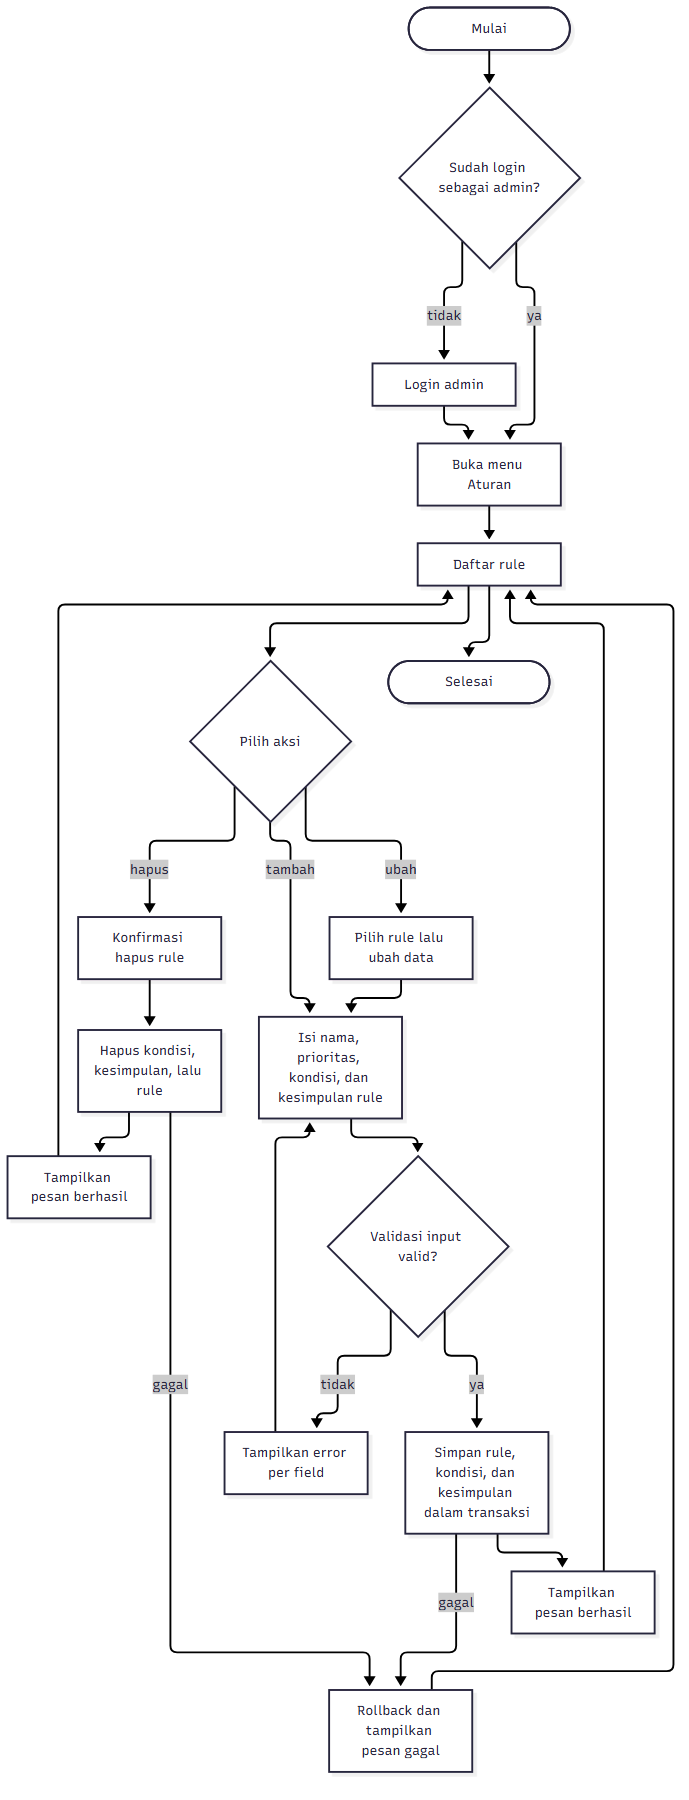 Mulai
Sudah login
sebagai admin?
tidak
ya
Login admin
Buka menu
Aturan
Daftar rule
Selesai
Pilih aksi
hapus
tambah
ubah
Konfirmasi
hapus rule
Pilih rule lalu
ubah data
Hapus kondisi,
kesimpulan, lalu
rule
Isi nama,
prioritas,
kondisi, dan
kesimpulan rule
Tampilkan
pesan berhasil
Validasi input
valid?
gagal
tidak
ya
Tampilkan error
per field
Simpan rule,
kondisi, dan
kesimpulan
dalam transaksi
gagal
Tampilkan
pesan berhasil
Rollback dan
tampilkan
pesan gagal